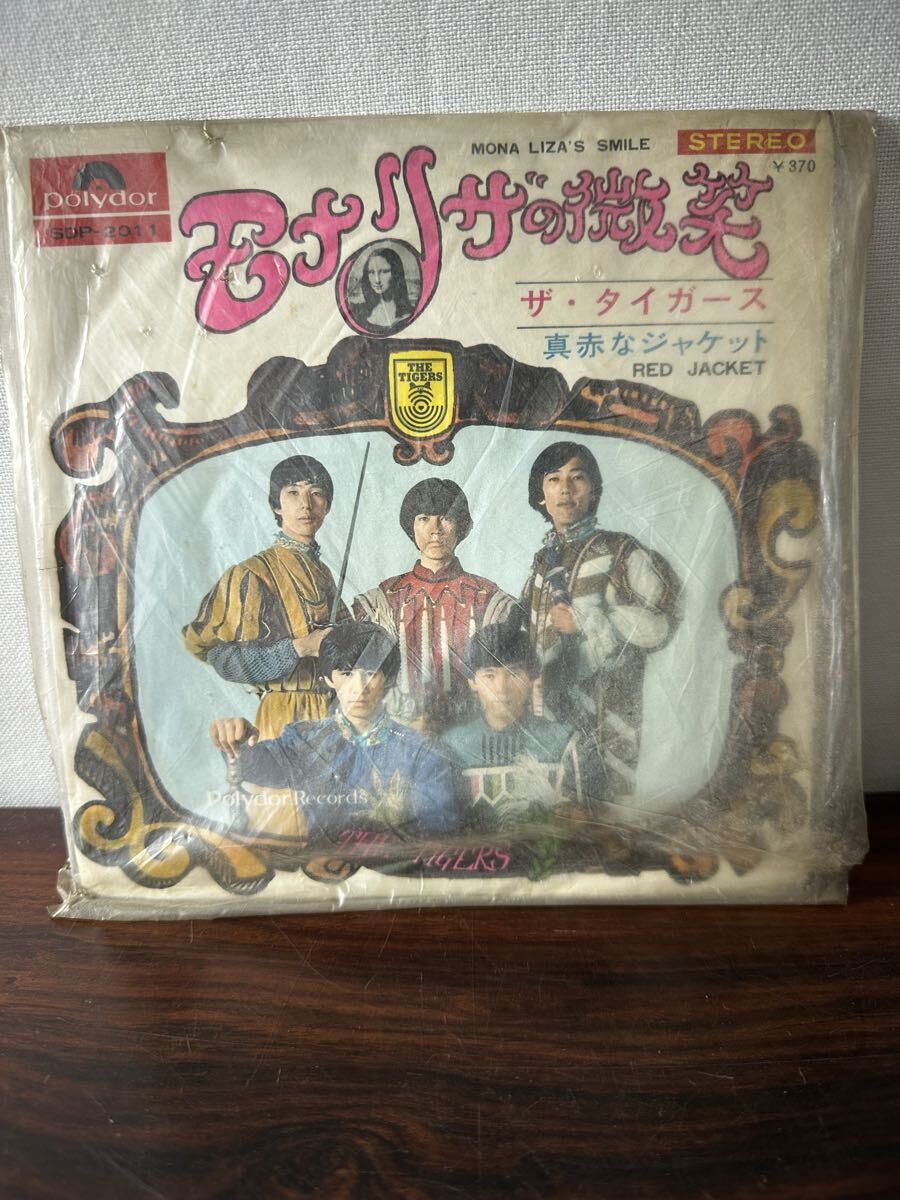 MONA LIZA'S SMILE
STEREO
¥370
polydor
SDP-2011
モナリザの微笑
ザ・タイガース
真赤なジャケット
RED JACKET
THE
TIGERS
Polydor Records
THE TIGERS